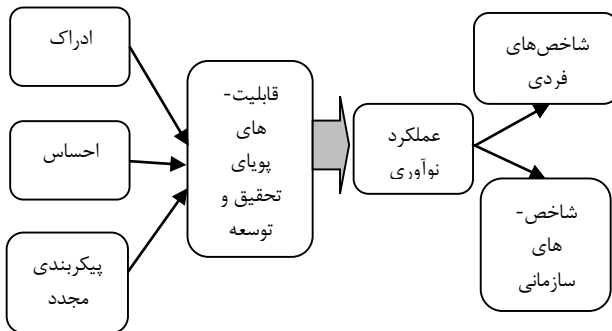 ادراک
احساس
پیکربندی
مجدد
قابلیت-
های
پویای
تحقیق و
توسعه
عملکرد
نوآوری
شاخص‌های
فردی
شاخص-
های
سازمانی